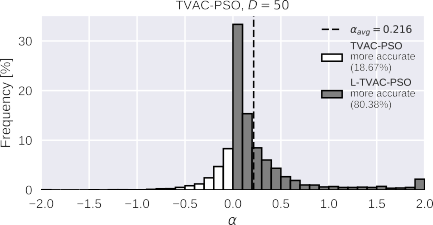 TVAC-PSO, D = 50
α_avg = 0.216
TVAC-PSO
more accurate
(18.67%)
L-TVAC-PSO
more accurate
(80.38%)
Frequency [%]
30
20
10
0
−2.0 −1.5 −1.0 −0.5 0.0 0.5 1.0 1.5 2.0
α